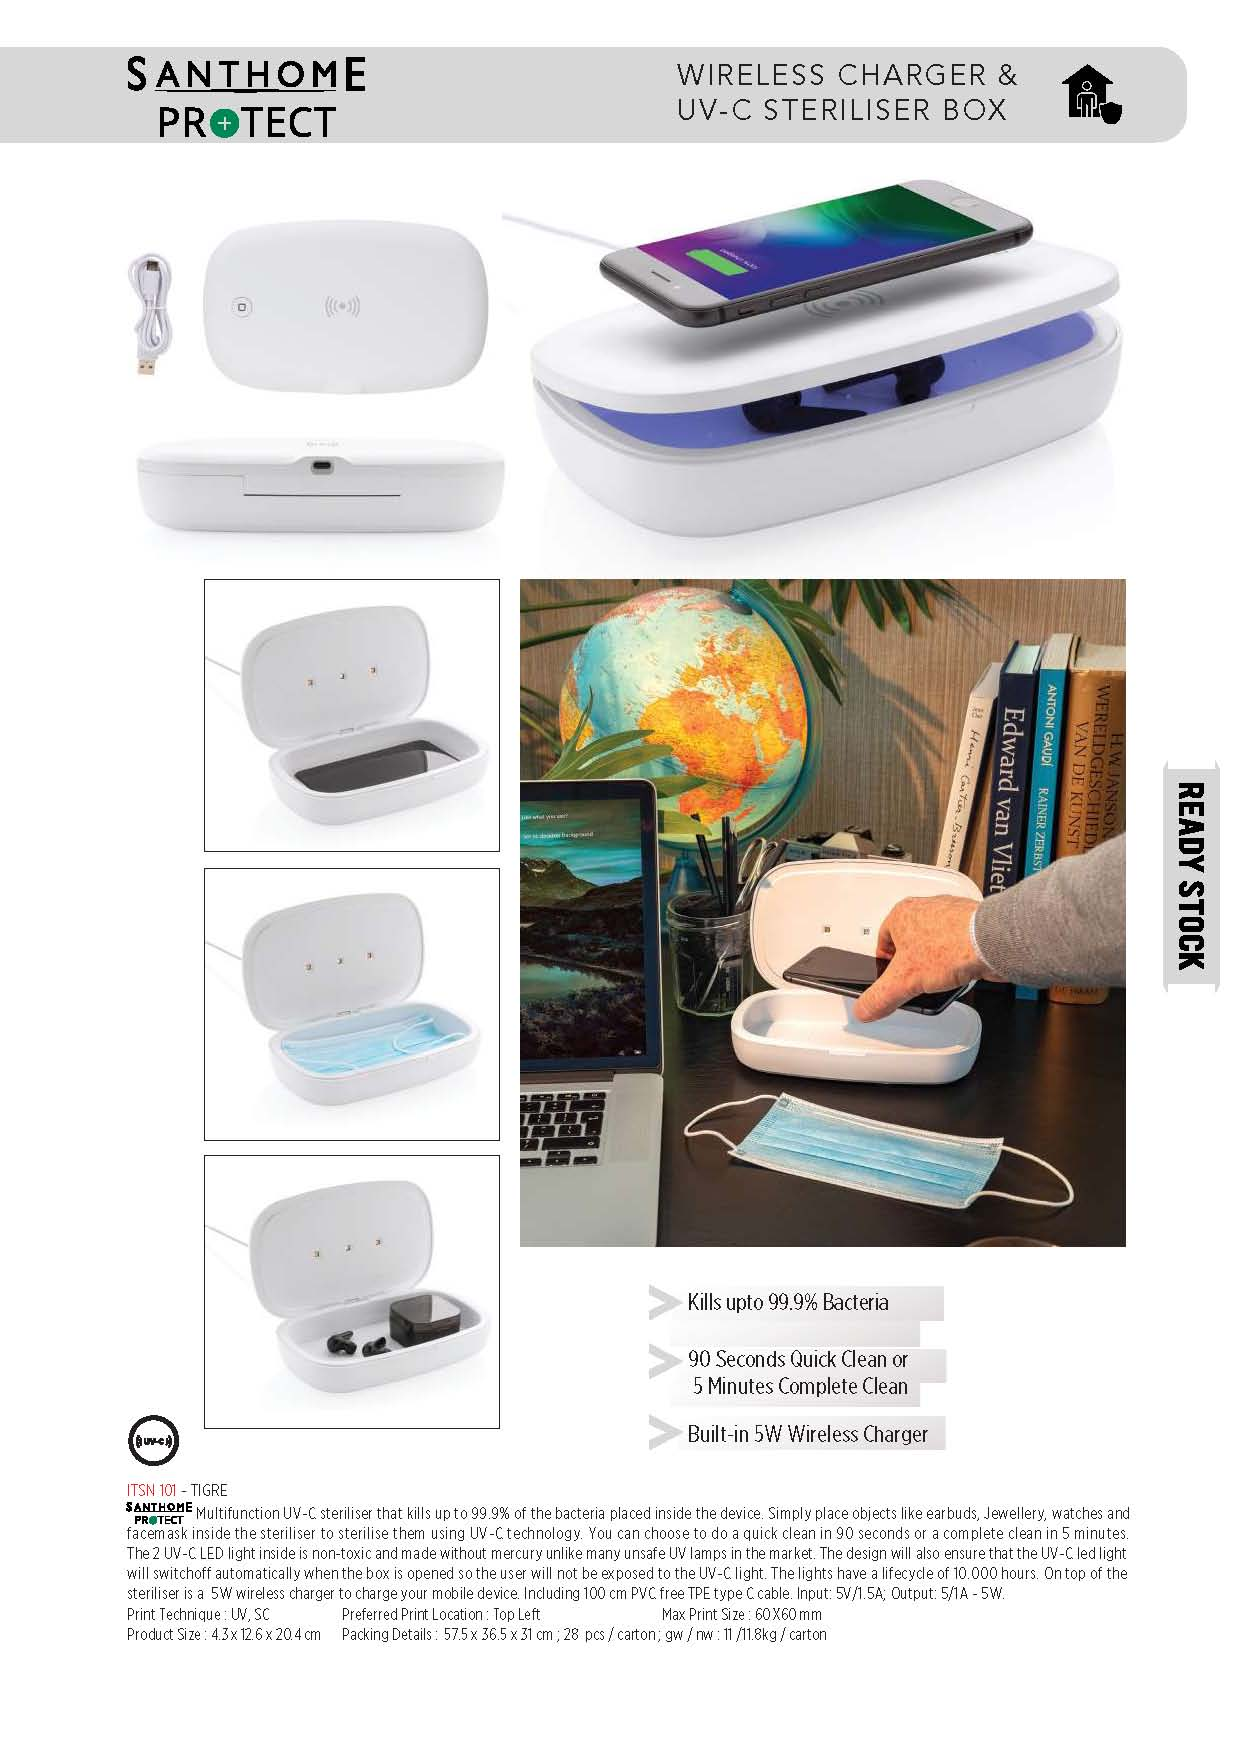 SANTHOME
PROTECT
WIRELESS CHARGER &
UV-C STERILISER BOX
100% charged
Edward van Vliet
ANTONI GAUDÍ
RAINER ZERBST
H.W. JANSON
WERELDGESCHIEDENIS
VAN DE KUNST
Henri Cartier-Bresson
DE HAAN
READY STOCK
Kills upto 99.9% Bacteria
90 Seconds Quick Clean or
5 Minutes Complete Clean
Built-in 5W Wireless Charger
UV-C
ITSN 101 - TIGRE
SANTHOME PROTECT Multifunction UV-C steriliser that kills up to 99.9% of the bacteria placed inside the device. Simply place objects like earbuds, Jewellery, watches and
facemask inside the steriliser to sterilise them using UV-C technology. You can choose to do a quick clean in 90 seconds or a complete clean in 5 minutes.
The 2 UV-C LED light inside is non-toxic and made without mercury unlike many unsafe UV lamps in the market. The design will also ensure that the UV-C led light
will switchoff automatically when the box is opened so the user will not be exposed to the UV-C light. The lights have a lifecycle of 10.000 hours. On top of the
steriliser is a 5W wireless charger to charge your mobile device. Including 100 cm PVC free TPE type C cable. Input: 5V/1.5A; Output: 5/1A - 5W.
Print Technique : UV, SC Preferred Print Location : Top Left Max Print Size : 60X60 mm
Product Size : 4.3 x 12.6 x 20.4 cm Packing Details : 57.5 x 36.5 x 31 cm ; 28 pcs / carton ; gw / nw : 11 /11.8kg / carton